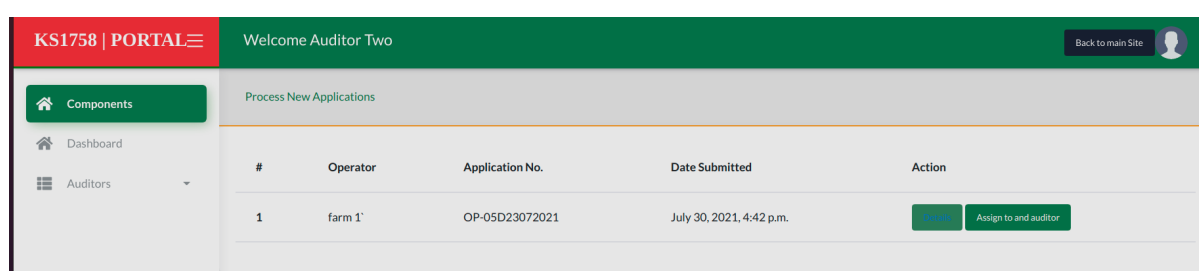 KS1758 | PORTAL
Welcome Auditor Two
Back to main Site
Components
Process New Applications
Dashboard
Auditors
# Operator Application No. Date Submitted Action
1 farm 1` OP-05D23072021 July 30, 2021, 4:42 p.m. Details Assign to and auditor